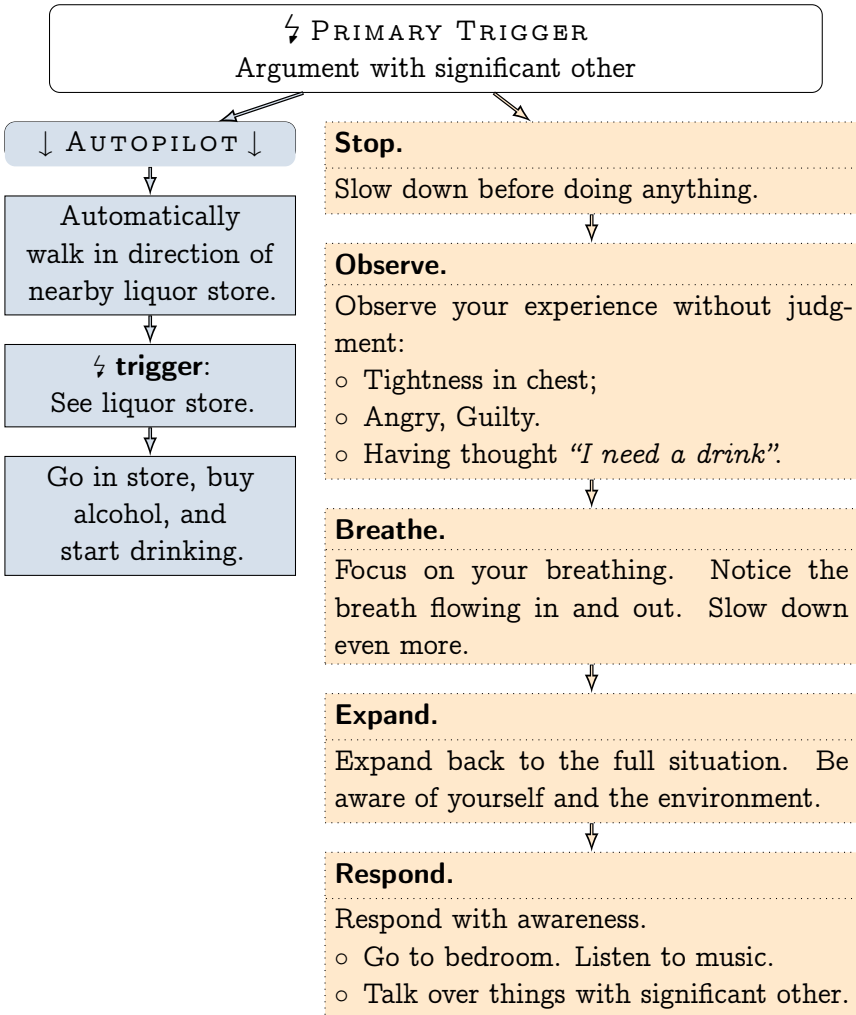 ↯ PRIMARY TRIGGER
Argument with significant other
↓ AUTOPILOT ↓
Automatically
walk in direction of
nearby liquor store.
↯ trigger:
See liquor store.
Go in store, buy
alcohol, and
start drinking.
Stop.
Slow down before doing anything.
Observe.
Observe your experience without judg-
ment:
◦ Tightness in chest;
◦ Angry, Guilty.
◦ Having thought “I need a drink”.
Breathe.
Focus on your breathing. Notice the
breath flowing in and out. Slow down
even more.
Expand.
Expand back to the full situation. Be
aware of yourself and the environment.
Respond.
Respond with awareness.
◦ Go to bedroom. Listen to music.
◦ Talk over things with significant other.